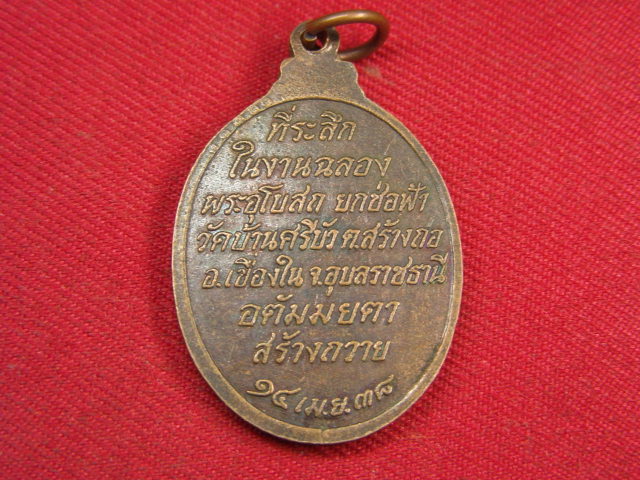 ที่ระลึก
ในงานฉลอง
พระอุโบสถ ยกช่อฟ้า
วัดบ้านศรีบัว ต.สร้างถ่อ
อ.เขื่องใน จ.อุบลราชธานี
อตัมมยตา
สร้างถวาย
๑๔ เม.ย.๓๘